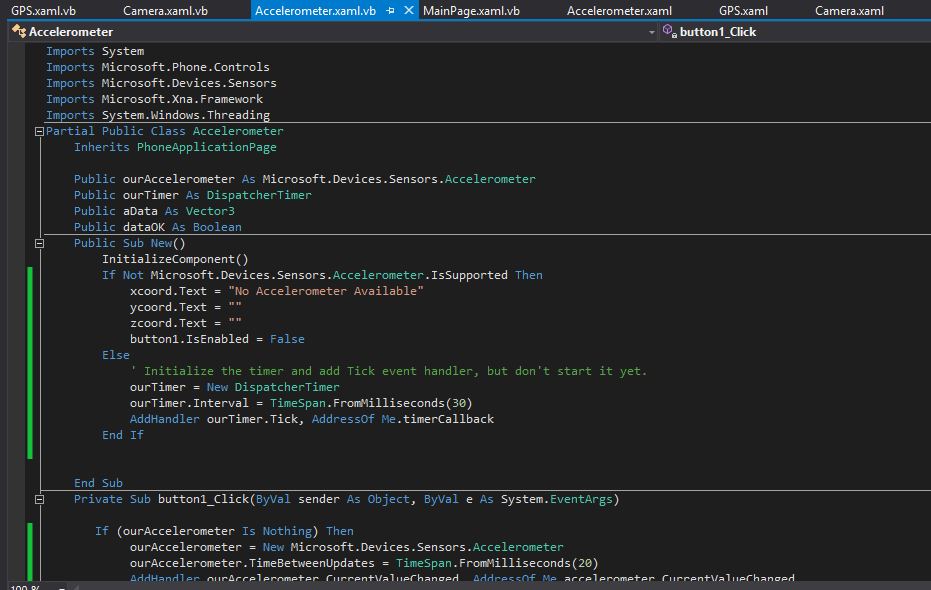 GPS.xaml.vb Camera.xaml.vb Accelerometer.xaml.vb MainPage.xaml.vb Accelerometer.xaml GPS.xaml Camera.xaml
Accelerometer button1_Click
Imports System
Imports Microsoft.Phone.Controls
Imports Microsoft.Devices.Sensors
Imports Microsoft.Xna.Framework
Imports System.Windows.Threading
Partial Public Class Accelerometer
Inherits PhoneApplicationPage
Public ourAccelerometer As Microsoft.Devices.Sensors.Accelerometer
Public ourTimer As DispatcherTimer
Public aData As Vector3
Public dataOK As Boolean
Public Sub New()
InitializeComponent()
If Not Microsoft.Devices.Sensors.Accelerometer.IsSupported Then
xcoord.Text = "No Accelerometer Available"
ycoord.Text = ""
zcoord.Text = ""
button1.IsEnabled = False
Else
' Initialize the timer and add Tick event handler, but don't start it yet.
ourTimer = New DispatcherTimer
ourTimer.Interval = TimeSpan.FromMilliseconds(30)
AddHandler ourTimer.Tick, AddressOf Me.timerCallback
End If
End Sub
Private Sub button1_Click(ByVal sender As Object, ByVal e As System.EventArgs)
If (ourAccelerometer Is Nothing) Then
ourAccelerometer = New Microsoft.Devices.Sensors.Accelerometer
ourAccelerometer.TimeBetweenUpdates = TimeSpan.FromMilliseconds(20)
AddHandler ourAccelerometer.CurrentValueChanged, AddressOf Me.accelerometer_CurrentValueChanged
100 %